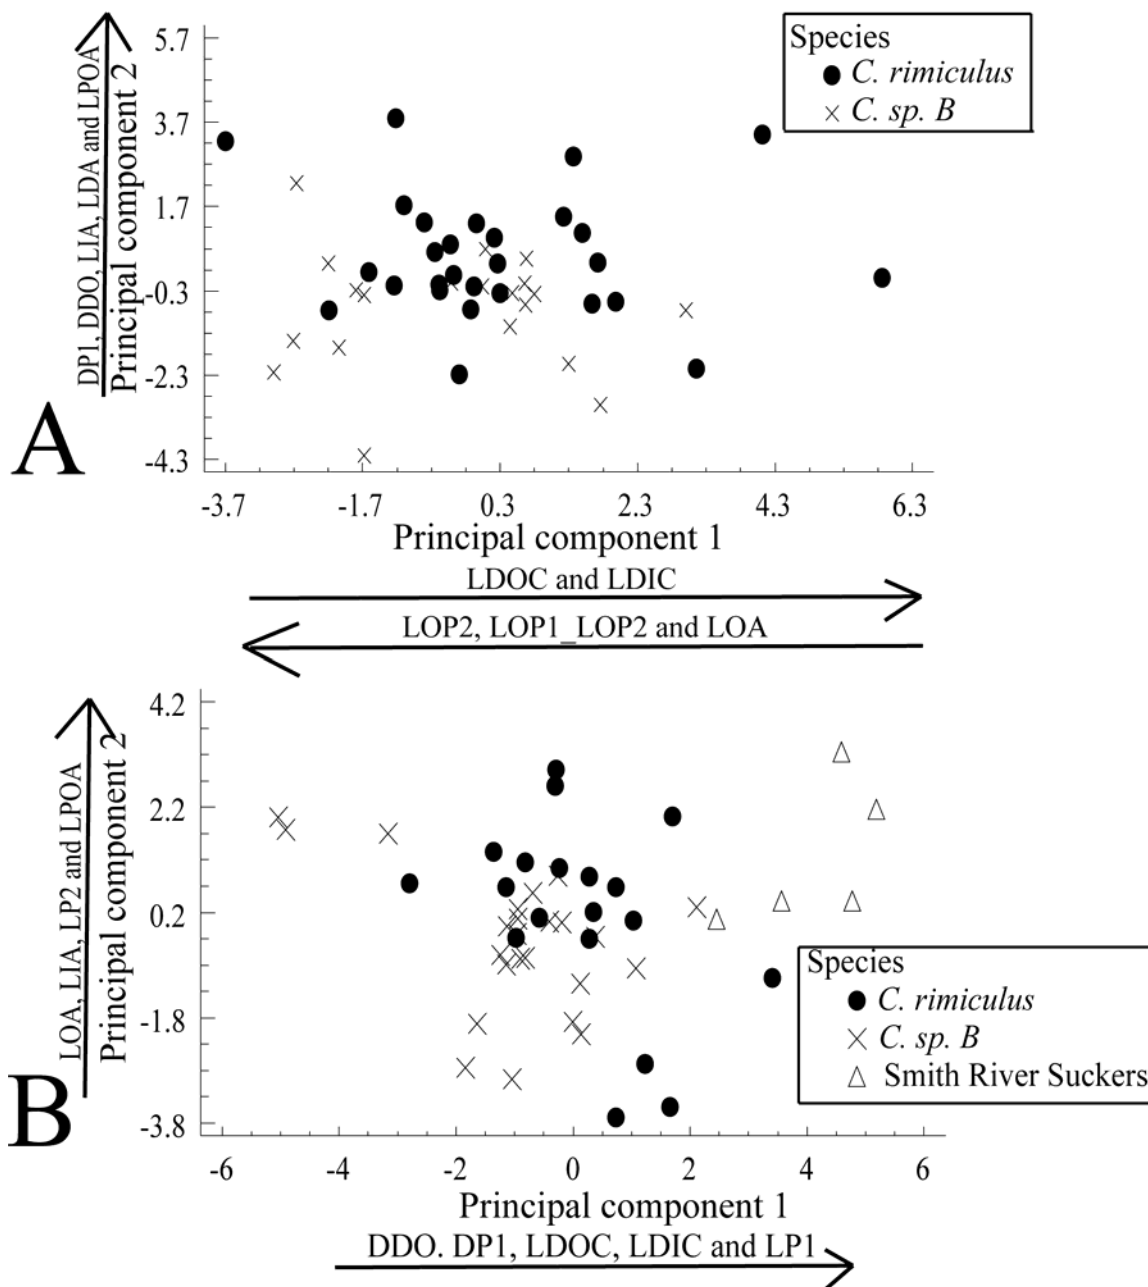 A
DP1, DDO, LIA, LDA and LPOA
Principal component 2
5.7
3.7
1.7
-0.3
-2.3
-4.3
Species
C. rimiculus
C. sp. B
-3.7 -1.7 0.3 2.3 4.3 6.3
Principal component 1
LDOC and LDIC
LOP2, LOP1_LOP2 and LOA
B
LOA, LIA, LP2 and LPOA
Principal component 2
4.2
2.2
0.2
-1.8
-3.8
Species
C. rimiculus
C. sp. B
Smith River Suckers
-6 -4 -2 0 2 4 6
Principal component 1
DDO. DP1, LDOC, LDIC and LP1